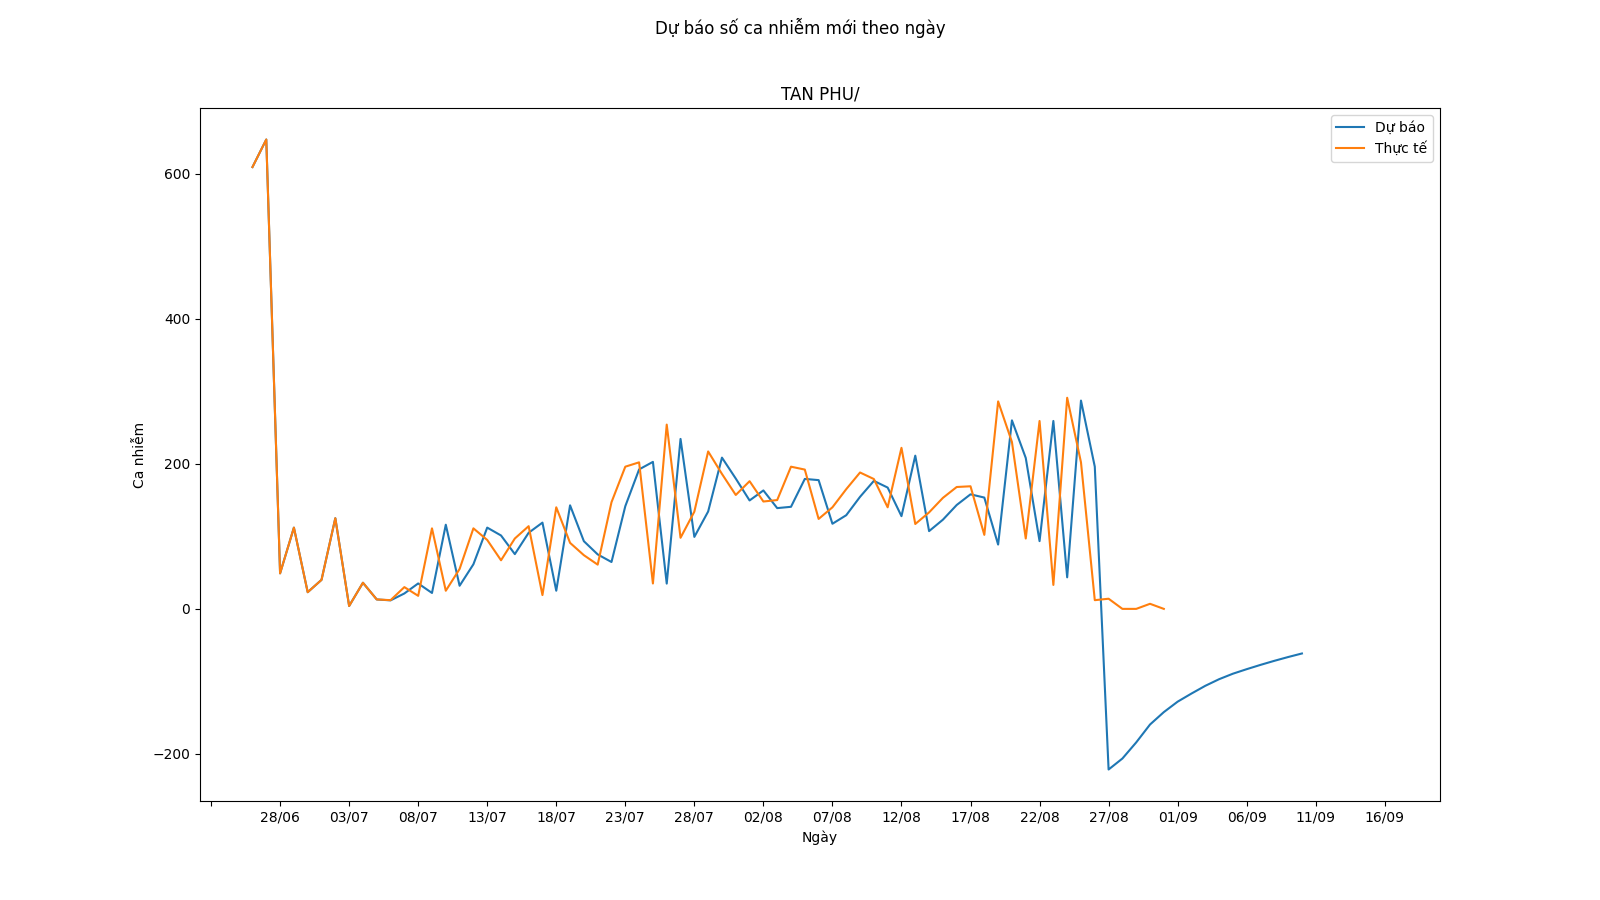 Dự báo số ca nhiễm mới theo ngày
TAN PHU/
Dự báo
Thực tế
600
400
200
0
−200
Ca nhiễm
28/06 03/07 08/07 13/07 18/07 23/07 28/07 02/08 07/08 12/08 17/08 22/08 27/08 01/09 06/09 11/09 16/09
Ngày